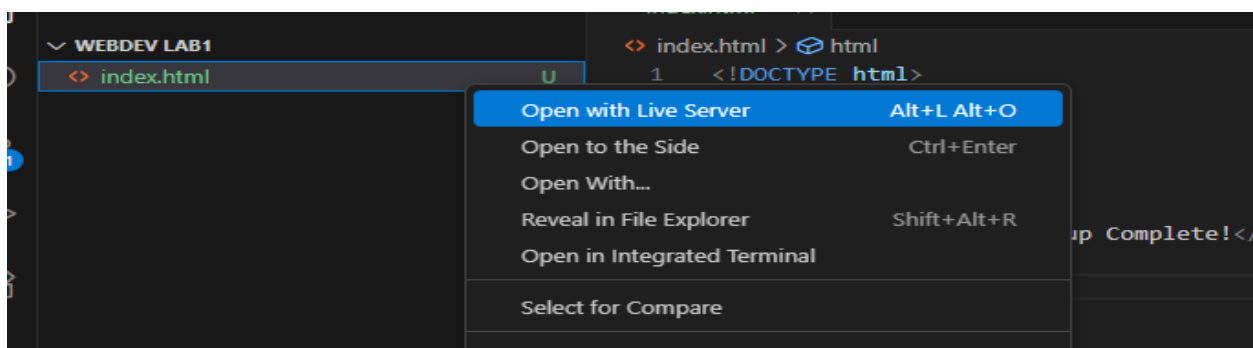 WEBDEV LAB1
index.html U
index.html > html
1 <!DOCTYPE html>
Open with Live Server Alt+L Alt+O
Open to the Side Ctrl+Enter
Open With...
Reveal in File Explorer Shift+Alt+R
up Complete!</
Open in Integrated Terminal
Select for Compare